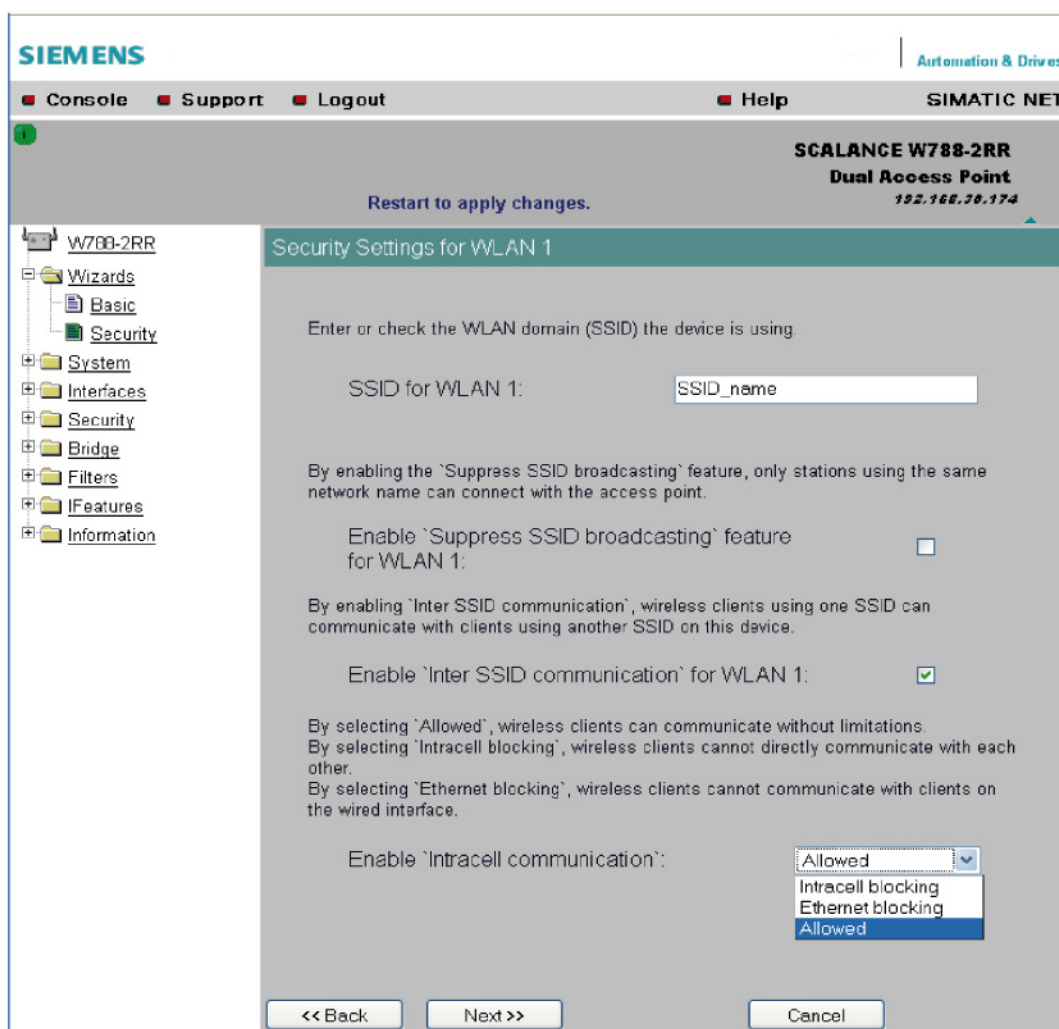 SIEMENS
Automation & Drives
Console Support Logout Help SIMATIC NET
SCALANCE W788-2RR
Dual Access Point
Restart to apply changes.
W788-2RR
Wizards
Basic
Security
System
Interfaces
Security
Bridge
Filters
IFeatures
Information
Security Settings for WLAN 1
Enter or check the WLAN domain (SSID) the device is using.
SSID for WLAN 1: SSID_name
By enabling the `Suppress SSID broadcasting` feature, only stations using the same
network name can connect with the access point.
Enable `Suppress SSID broadcasting` feature
for WLAN 1:
By enabling `Inter SSID communication`, wireless clients using one SSID can
communicate with clients using another SSID on this device.
Enable `Inter SSID communication` for WLAN 1:
By selecting `Allowed`, wireless clients can communicate without limitations.
By selecting `Intracell blocking`, wireless clients cannot directly communicate with each
other.
By selecting `Ethernet blocking`, wireless clients cannot communicate with clients on
the wired interface.
Enable `Intracell communication`: Allowed
Intracell blocking
Ethernet blocking
Allowed
<< Back Next >> Cancel